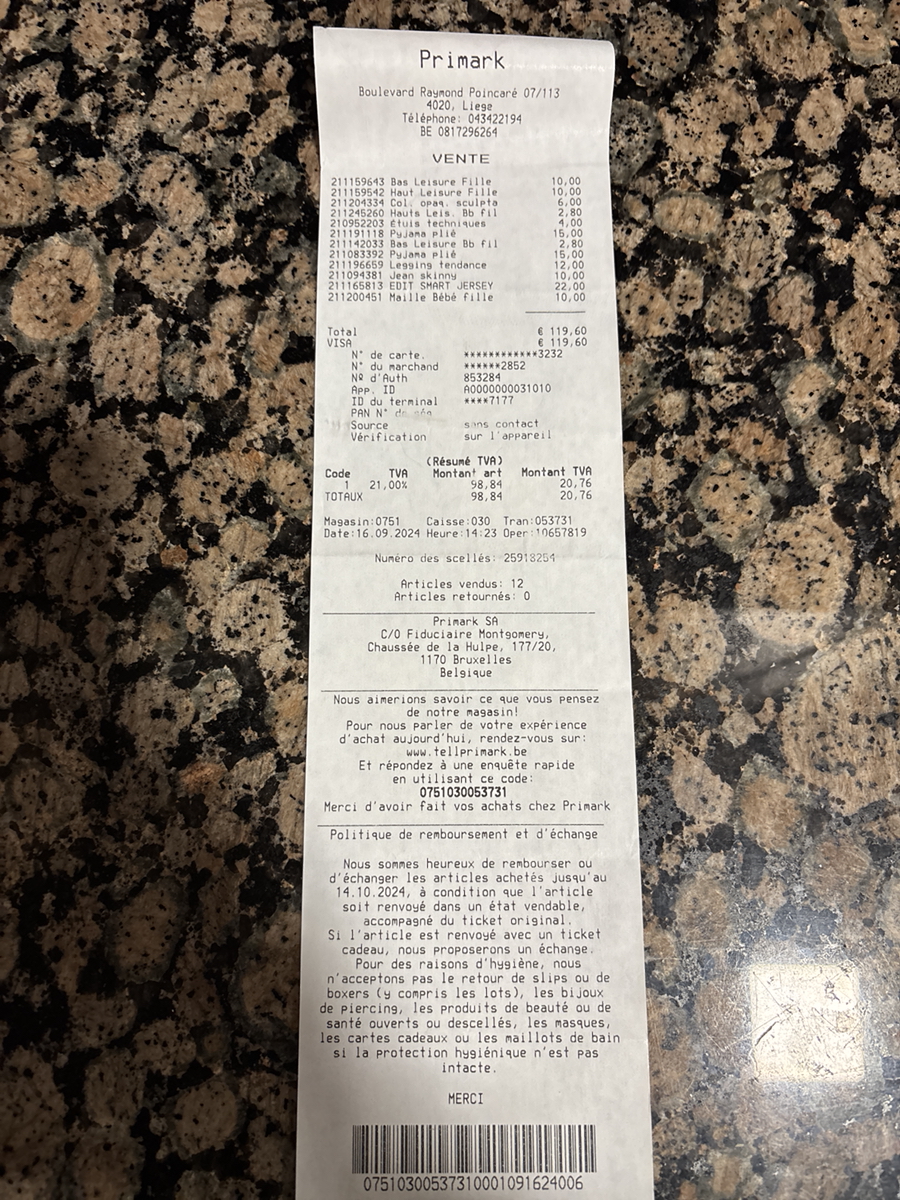 Primark
Boulevard Raymond Poincaré 07/113
4020, Liege
Téléphone: 043422194
BE 0817296264
VENTE
211159643 Bas Leisure Fille 10,00
211159542 Haut Leisure Fille 10,00
211204334 Col. opaq. sculpta 6,00
211245260 Hauts Leis. Bb fil 2,80
210952203 Étuis techniques 4,00
211191118 Pyjama plié 15,00
211142033 Bas Leisure Bb fil 2,80
211083392 Pyjama plié 15,00
211196659 Legging tendance 12,00
211094381 Jean skinny 0,00
211165813 EDIT SMART JERSEY 22,00
211200451 Maille Bébé fille 10,00
Total € 119,60
VISA € 119,60
N° de carte. ************3232
N° du marchand ******2852
Nº d'Auth 853284
App. ID A0000000031010
ID du terminal ****7177
PAN N° de
Source sans contact
Vérification sur l'appareil
(Résumé TVA)
Code TVA Montant art Montant TVA
1 21,00% 98,84 20,76
TOTAUX 98,84 20,76
Magasin:0751 Caisse:030 Tran:053731
Date:16.09.2024 Heure:14:23 Oper:10657819
Numéro des scellés: 25918254
Articles vendus: 12
Articles retournés: 0
Primark SA
C/O Fiduciaire Montgomery,
Chaussée de la Hulpe, 177/20,
1170 Bruxelles
Belgique
Nous aimerions savoir ce que vous pensez
de notre magasin!
Pour nous parler de votre expérience
d'achat aujourd'hui, rendez-vous sur:
www.tellprimark.be
Et répondez à une enquête rapide
en utilisant ce code:
0751030053731
Merci d'avoir fait vos achats chez Primark
Politique de remboursement et d'échange
Nous sommes heureux de rembourser ou
d'échanger les articles achetés jusqu'au
14.10.2024, à condition que l'article
soit renvoyé dans un état vendable,
accompagné du ticket original.
Si l'article est renvoyé avec un ticket
cadeau, nous proposerons un échange.
Pour des raisons d'hygiène, nous
n'acceptons pas le retour de slips ou de
boxers (y compris les lots), les bijoux
de piercing, les produits de beauté ou de
santé ouverts ou descellés, les masques,
les cartes cadeaux ou les maillots de bain
si la protection hygiénique n'est pas
intacte.
MERCI
07510300537310001091624006